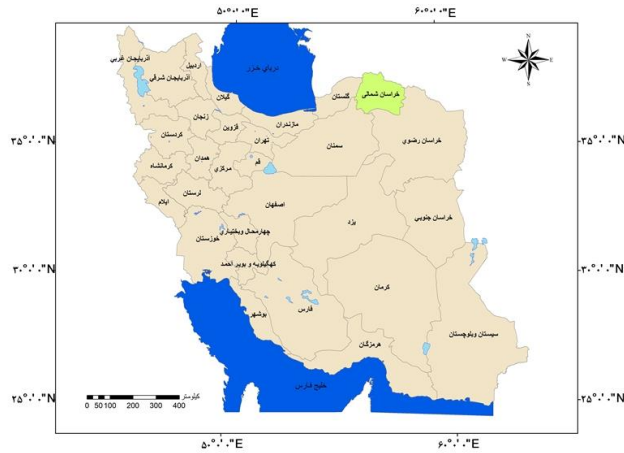 ۵۰°۰'۰"E
۶۰°۰'۰"E
N
W
E
S
دریای خزر
آذربایجان غربی
اردبیل
آذربایجان شرقی
گیلان
گلستان
خراسان شمالی
زنجان
مازندران
قزوین
۳۵°۰'۰"N
۳۵°۰'۰"N
کردستان
تهران
سمنان
خراسان رضوی
همدان
قم
مرکزی
کرمانشاه
لرستان
ایلام
اصفهان
یزد
خراسان جنوبی
چهارمحال وبختیاری
خوزستان
۳۰°۰'۰"N
۳۰°۰'۰"N
کهگیلویه و بویر احمد
کرمان
فارس
بوشهر
سیستان وبلوچستان
هرمزگان
خلیج فارس
کیلومتر
0 50 100 200 300 400
۲۵°۰'۰"N
۲۵°۰'۰"N
۵۰°۰'۰"E
۶۰°۰'۰"E